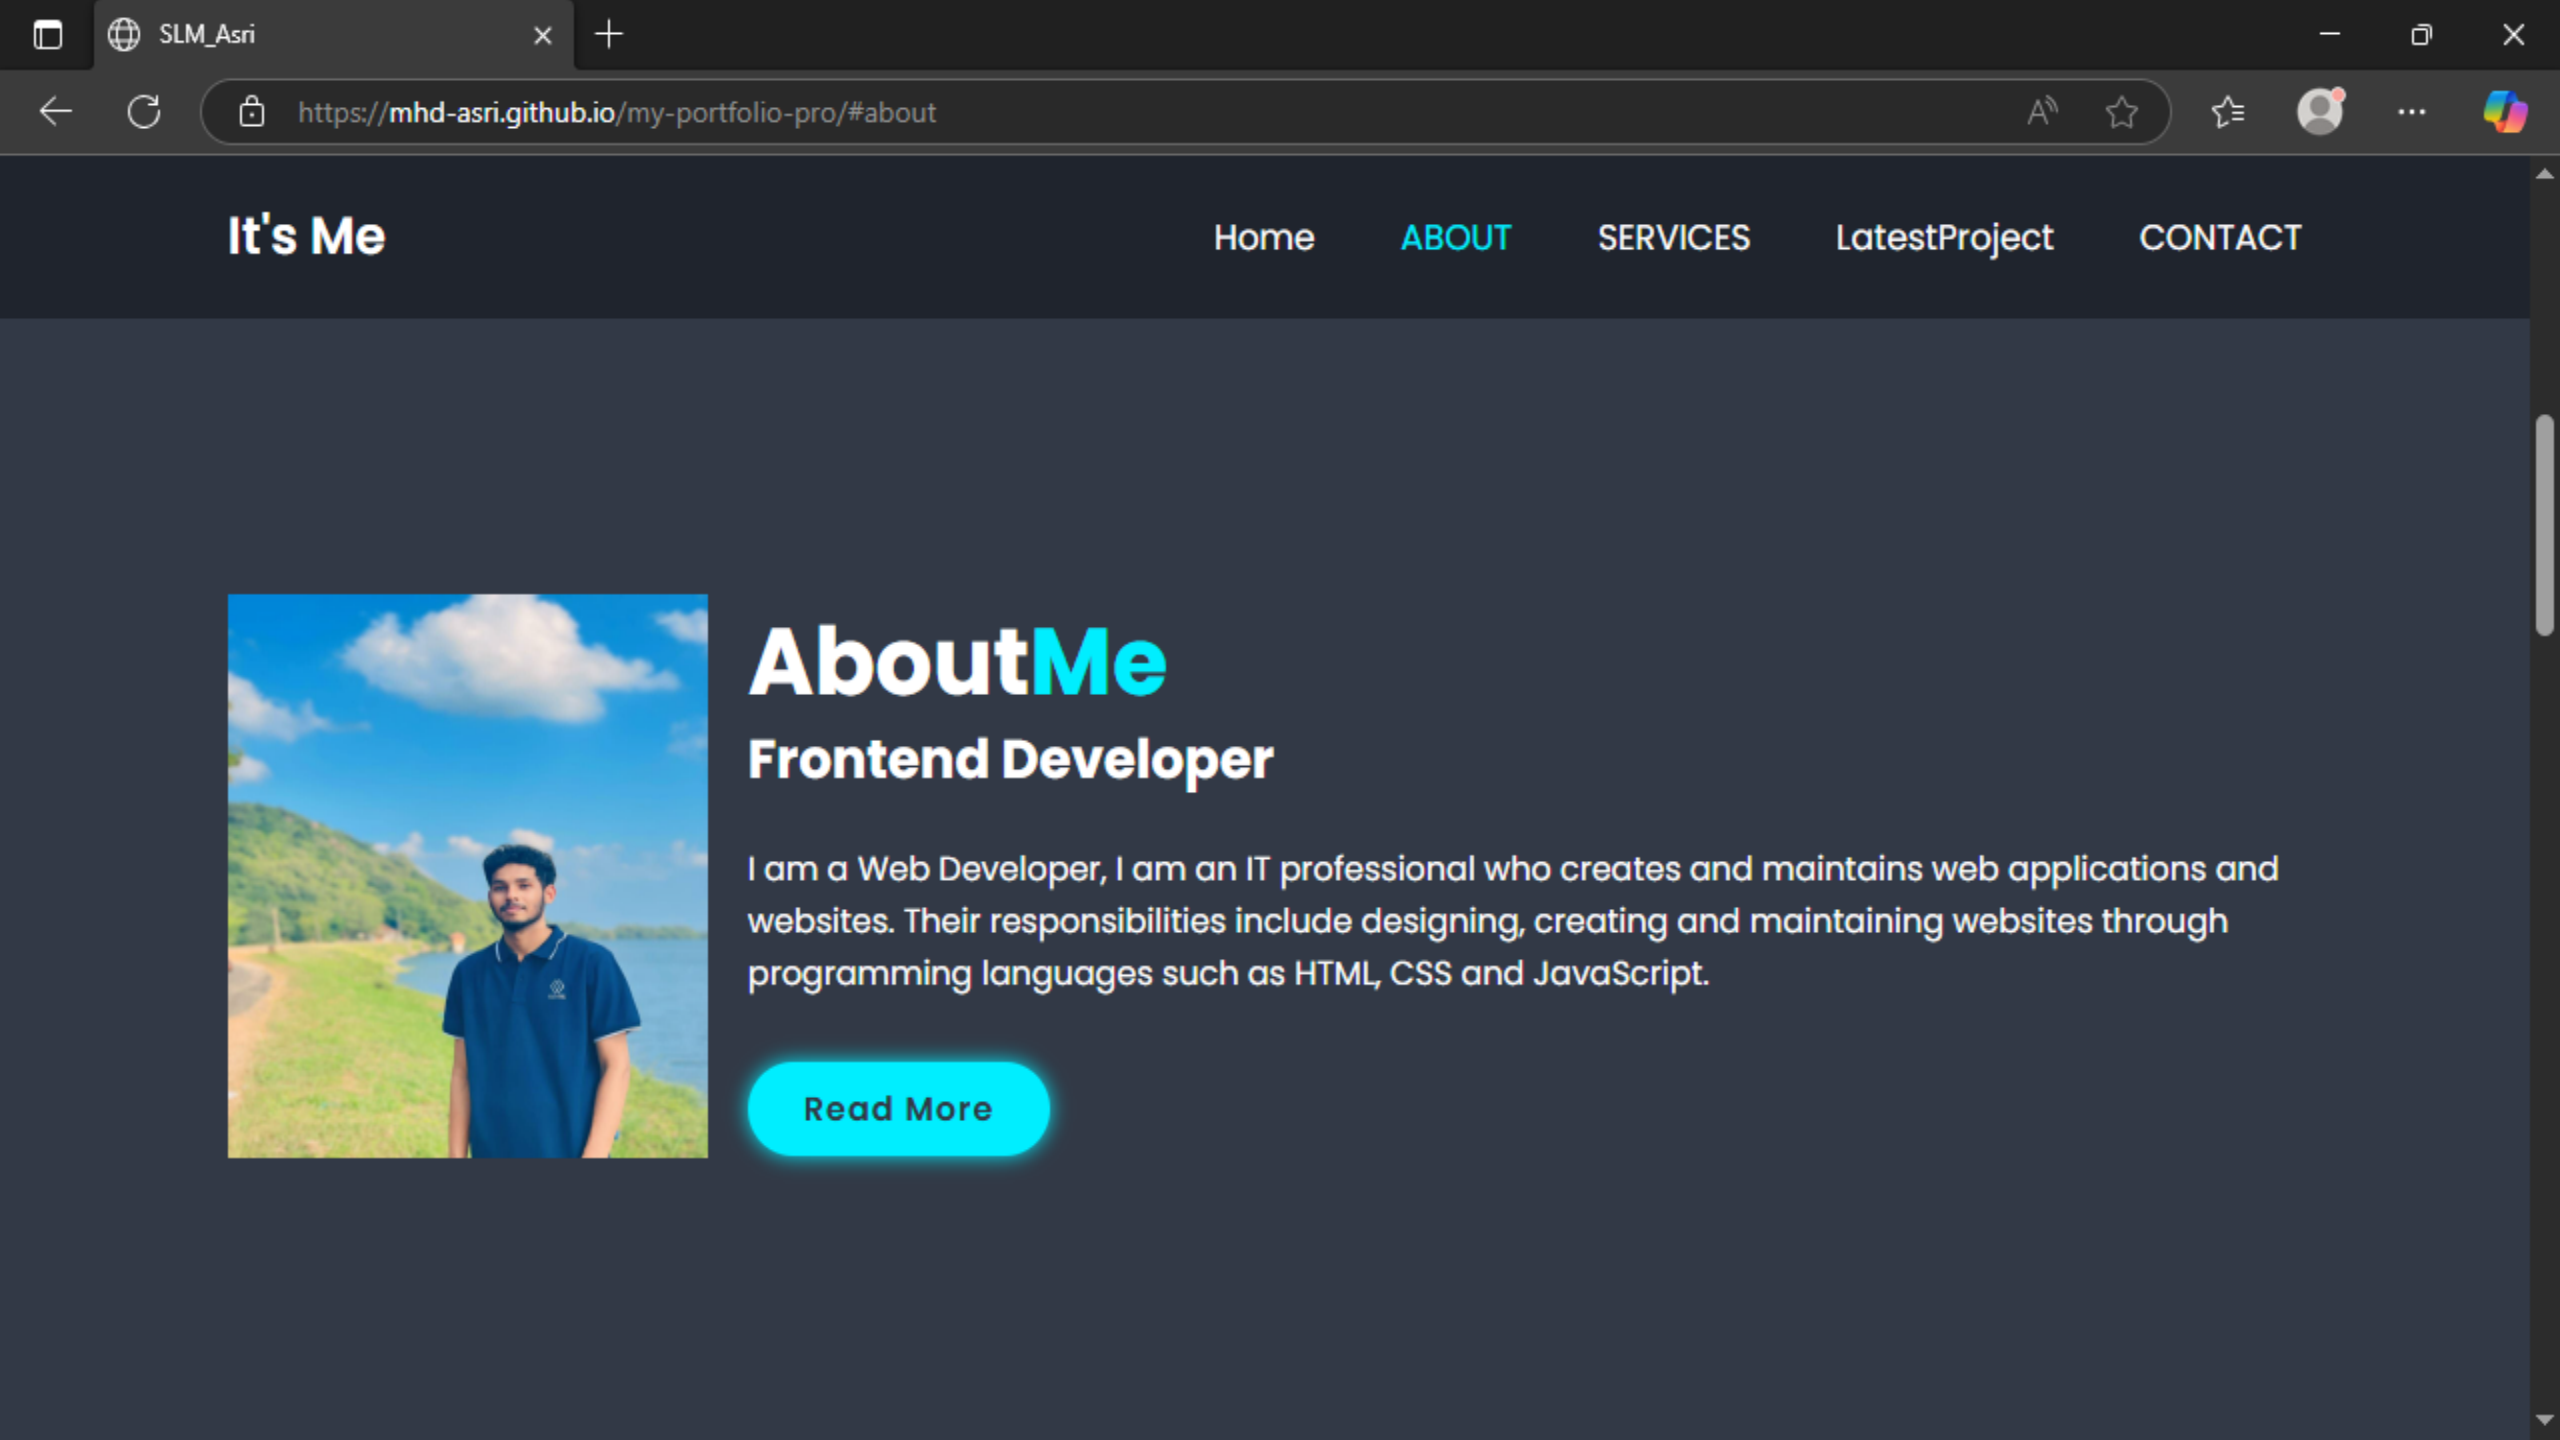 SLM_Asri
https://mhd-asri.github.io/my-portfolio-pro/#about
It's Me
Home ABOUT SERVICES LatestProject CONTACT
AboutMe
Frontend Developer
I am a Web Developer, I am an IT professional who creates and maintains web applications and
websites. Their responsibilities include designing, creating and maintaining websites through
programming languages such as HTML, CSS and JavaScript.
Read More